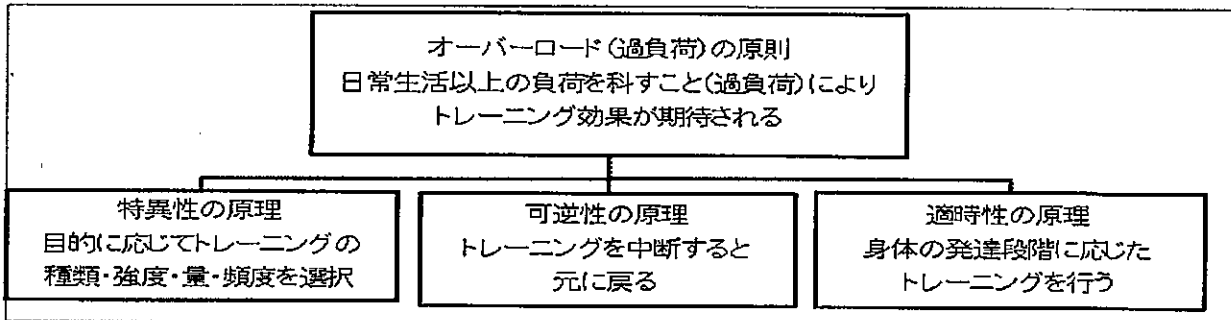 オーバーロード(過負荷)の原則
日常生活以上の負荷を科すこと(過負荷)により
トレーニング効果が期待される
特異性の原理
目的に応じてトレーニングの
種類・強度・量・頻度を選択
可逆性の原理
トレーニングを中断すると
元に戻る
適時性の原理
身体の発達段階に応じた
トレーニングを行う